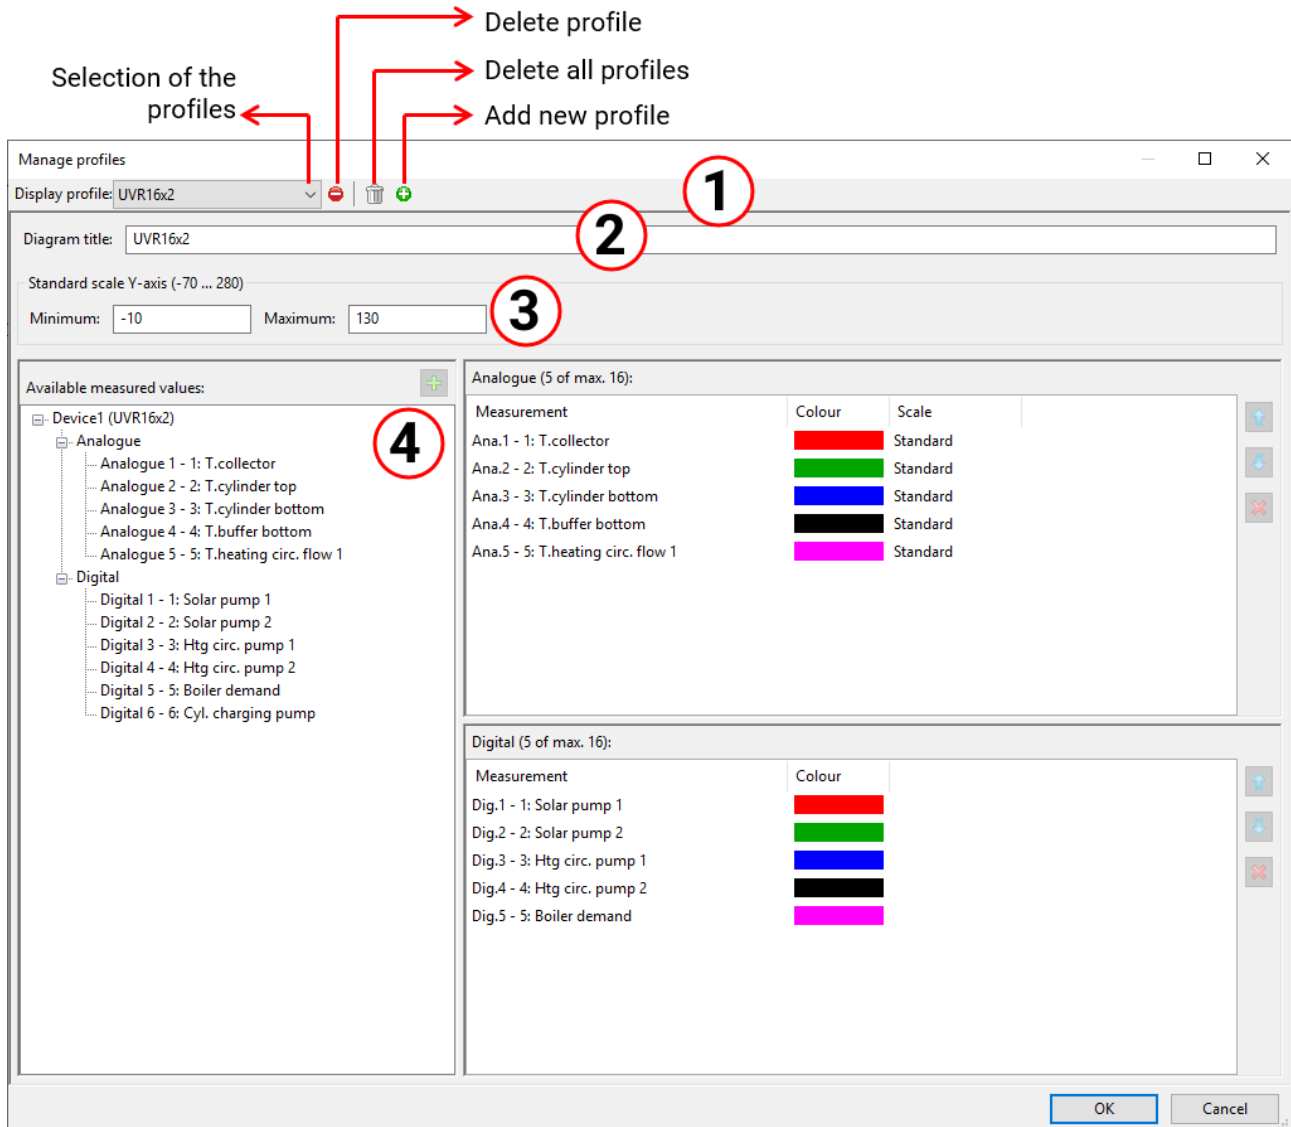 Delete profile
Selection of the
profiles
Delete all profiles
Add new profile
Manage profiles
Display profile: UVR16x2
1
Diagram title: UVR16x2
2
Standard scale Y-axis (-70 ... 280)
Minimum: -10 Maximum: 130
3
Available measured values:
4
Device1 (UVR16x2)
Analogue
Analogue 1 - 1: T.collector
Analogue 2 - 2: T.cylinder top
Analogue 3 - 3: T.cylinder bottom
Analogue 4 - 4: T.buffer bottom
Analogue 5 - 5: T.heating circ. flow 1
Digital
Digital 1 - 1: Solar pump 1
Digital 2 - 2: Solar pump 2
Digital 3 - 3: Htg circ. pump 1
Digital 4 - 4: Htg circ. pump 2
Digital 5 - 5: Boiler demand
Digital 6 - 6: Cyl. charging pump
Analogue (5 of max. 16):
Measurement Colour Scale
Ana.1 - 1: T.collector Standard
Ana.2 - 2: T.cylinder top Standard
Ana.3 - 3: T.cylinder bottom Standard
Ana.4 - 4: T.buffer bottom Standard
Ana.5 - 5: T.heating circ. flow 1 Standard
Digital (5 of max. 16):
Measurement Colour
Dig.1 - 1: Solar pump 1
Dig.2 - 2: Solar pump 2
Dig.3 - 3: Htg circ. pump 1
Dig.4 - 4: Htg circ. pump 2
Dig.5 - 5: Boiler demand
OK Cancel